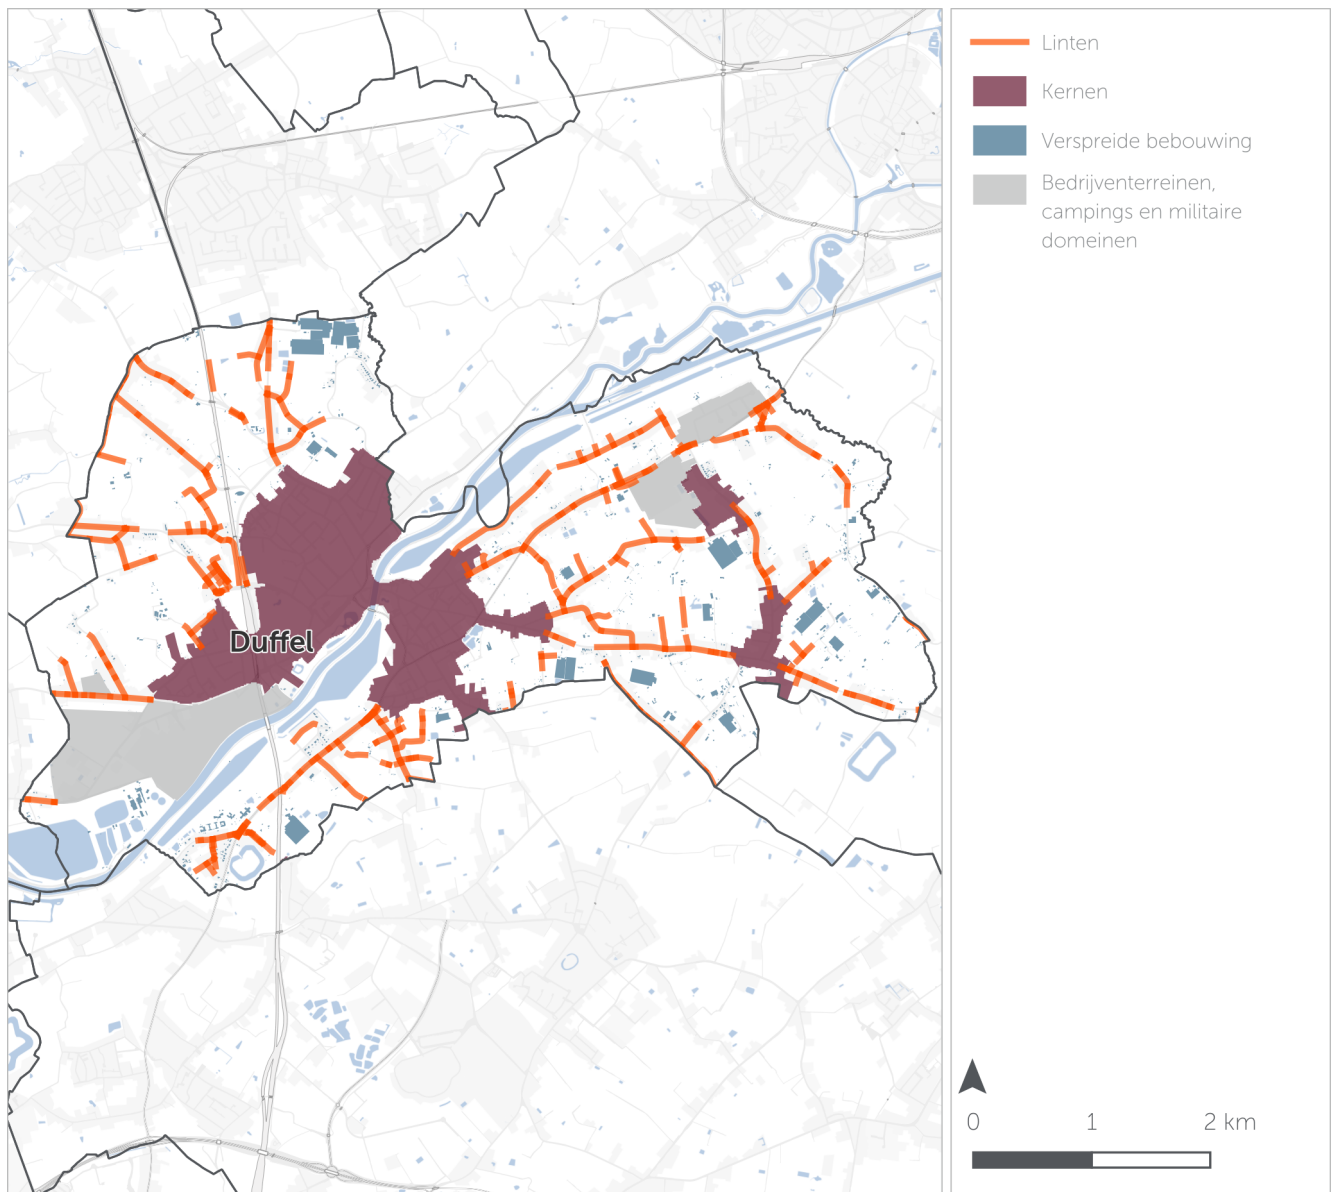 Linten
Kernen
Verspreide bebouwing
Bedrijventerreinen,
campings en militaire
domeinen
Duffel
0 1 2 km